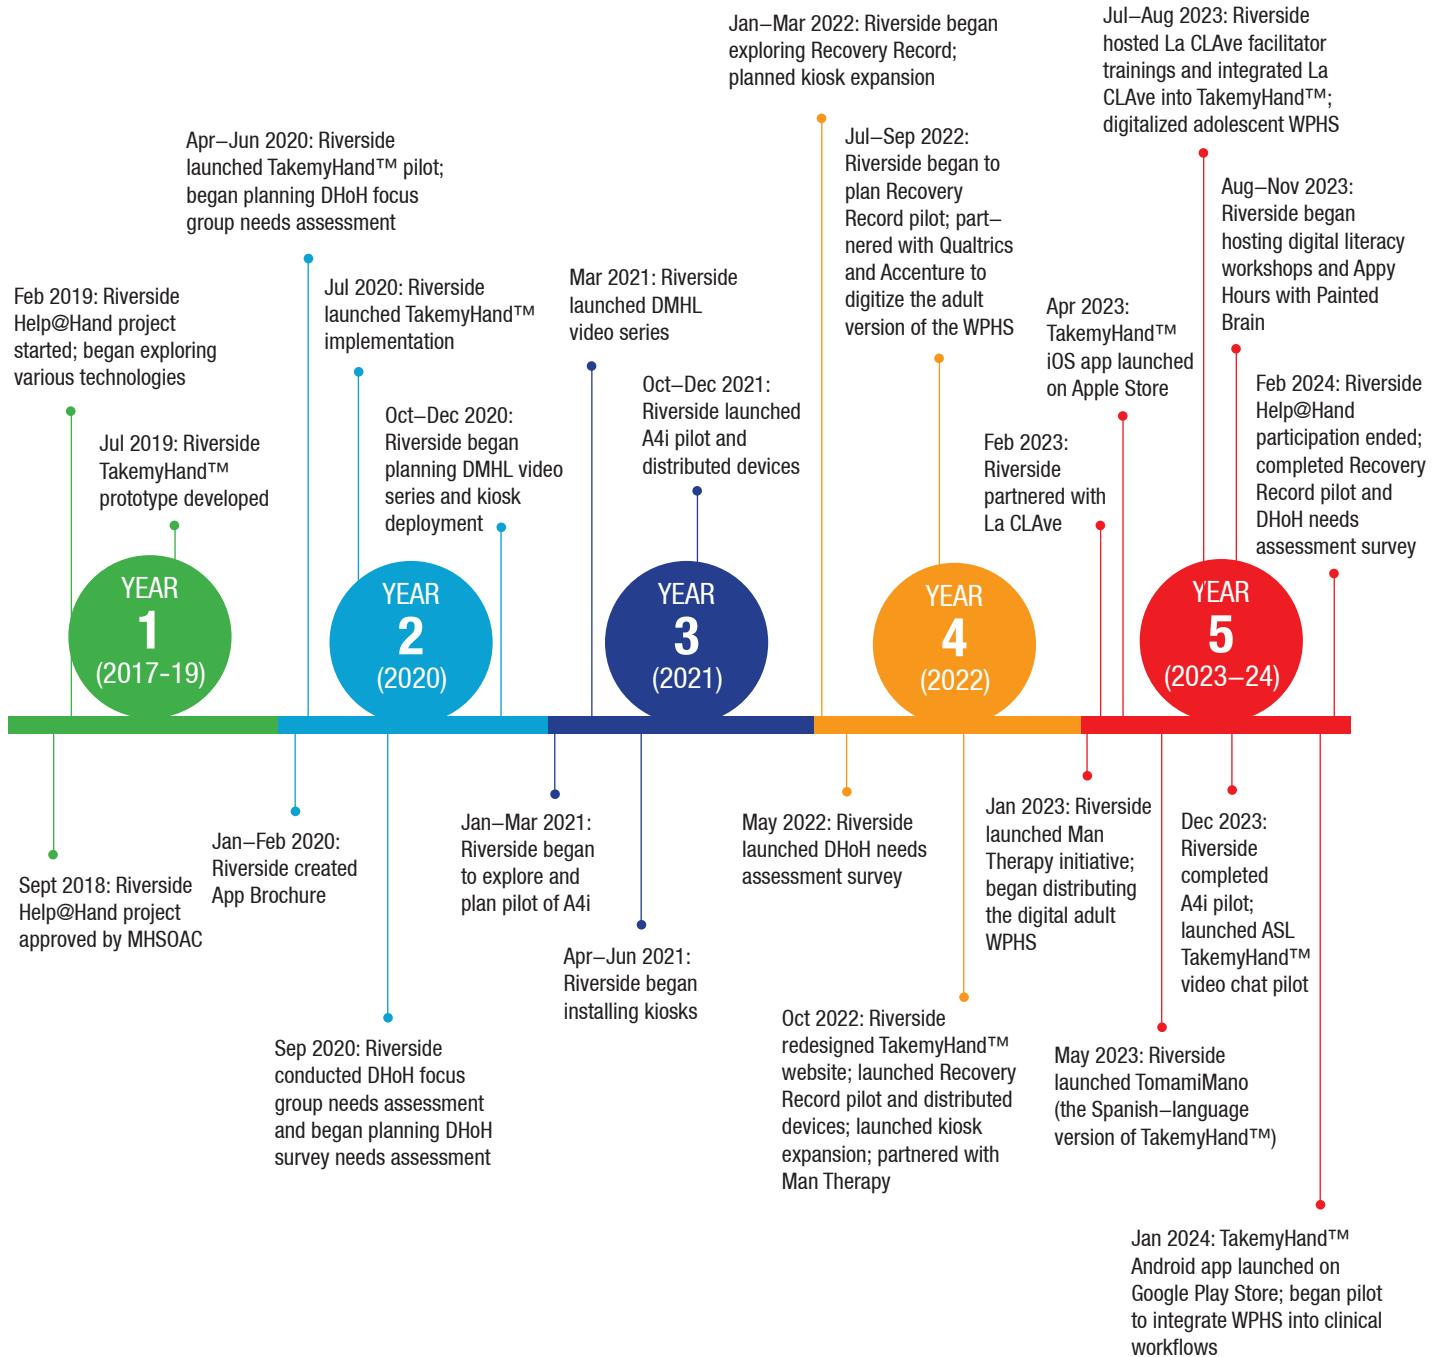 Jan–Mar 2022: Riverside began
exploring Recovery Record;
planned kiosk expansion
Jul–Aug 2023: Riverside
hosted La CLAve facilitator
trainings and integrated La
CLAve into TakemyHand™;
digitalized adolescent WPHS
Apr–Jun 2020: Riverside
launched TakemyHand™ pilot;
began planning DHoH focus
group needs assessment
Jul–Sep 2022:
Riverside began to
plan Recovery
Record pilot; part–
nered with Qualtrics
and Accenture to
digitize the adult
version of the WPHS
Aug–Nov 2023:
Riverside began
hosting digital literacy
workshops and Appy
Hours with Painted
Brain
Feb 2019: Riverside
Help@Hand project
started; began exploring
various technologies
Jul 2020: Riverside
launched TakemyHand™
implementation
Mar 2021: Riverside
launched DMHL
video series
Apr 2023:
TakemyHand™
iOS app launched
on Apple Store
Jul 2019: Riverside
TakemyHand™
prototype developed
Oct–Dec 2020:
Riverside began
planning DMHL video
series and kiosk
deployment
Oct–Dec 2021:
Riverside launched
A4i pilot and
distributed devices
Feb 2023:
Riverside
partnered with
La CLAve
Feb 2024: Riverside
Help@Hand
participation ended;
completed Recovery
Record pilot and
DHoH needs
assessment survey
YEAR
1
(2017-19)
YEAR
2
(2020)
YEAR
3
(2021)
YEAR
4
(2022)
YEAR
5
(2023–24)
Sept 2018: Riverside
Help@Hand project
approved by MHSOAC
Jan–Feb 2020:
Riverside created
App Brochure
Sep 2020: Riverside
conducted DHoH focus
group needs assessment
and began planning DHoH
survey needs assessment
Jan–Mar 2021:
Riverside began
to explore and
plan pilot of A4i
Apr–Jun 2021:
Riverside began
installing kiosks
May 2022: Riverside
launched DHoH needs
assessment survey
Oct 2022: Riverside
redesigned TakemyHand™
website; launched Recovery
Record pilot and distributed
devices; launched kiosk
expansion; partnered with
Man Therapy
Jan 2023: Riverside
launched Man
Therapy initiative;
began distributing
the digital adult
WPHS
May 2023: Riverside
launched TomamiMano
(the Spanish–language
version of TakemyHand™)
Dec 2023:
Riverside
completed
A4i pilot;
launched ASL
TakemyHand™
video chat pilot
Jan 2024: TakemyHand™
Android app launched on
Google Play Store; began pilot
to integrate WPHS into clinical
workflows